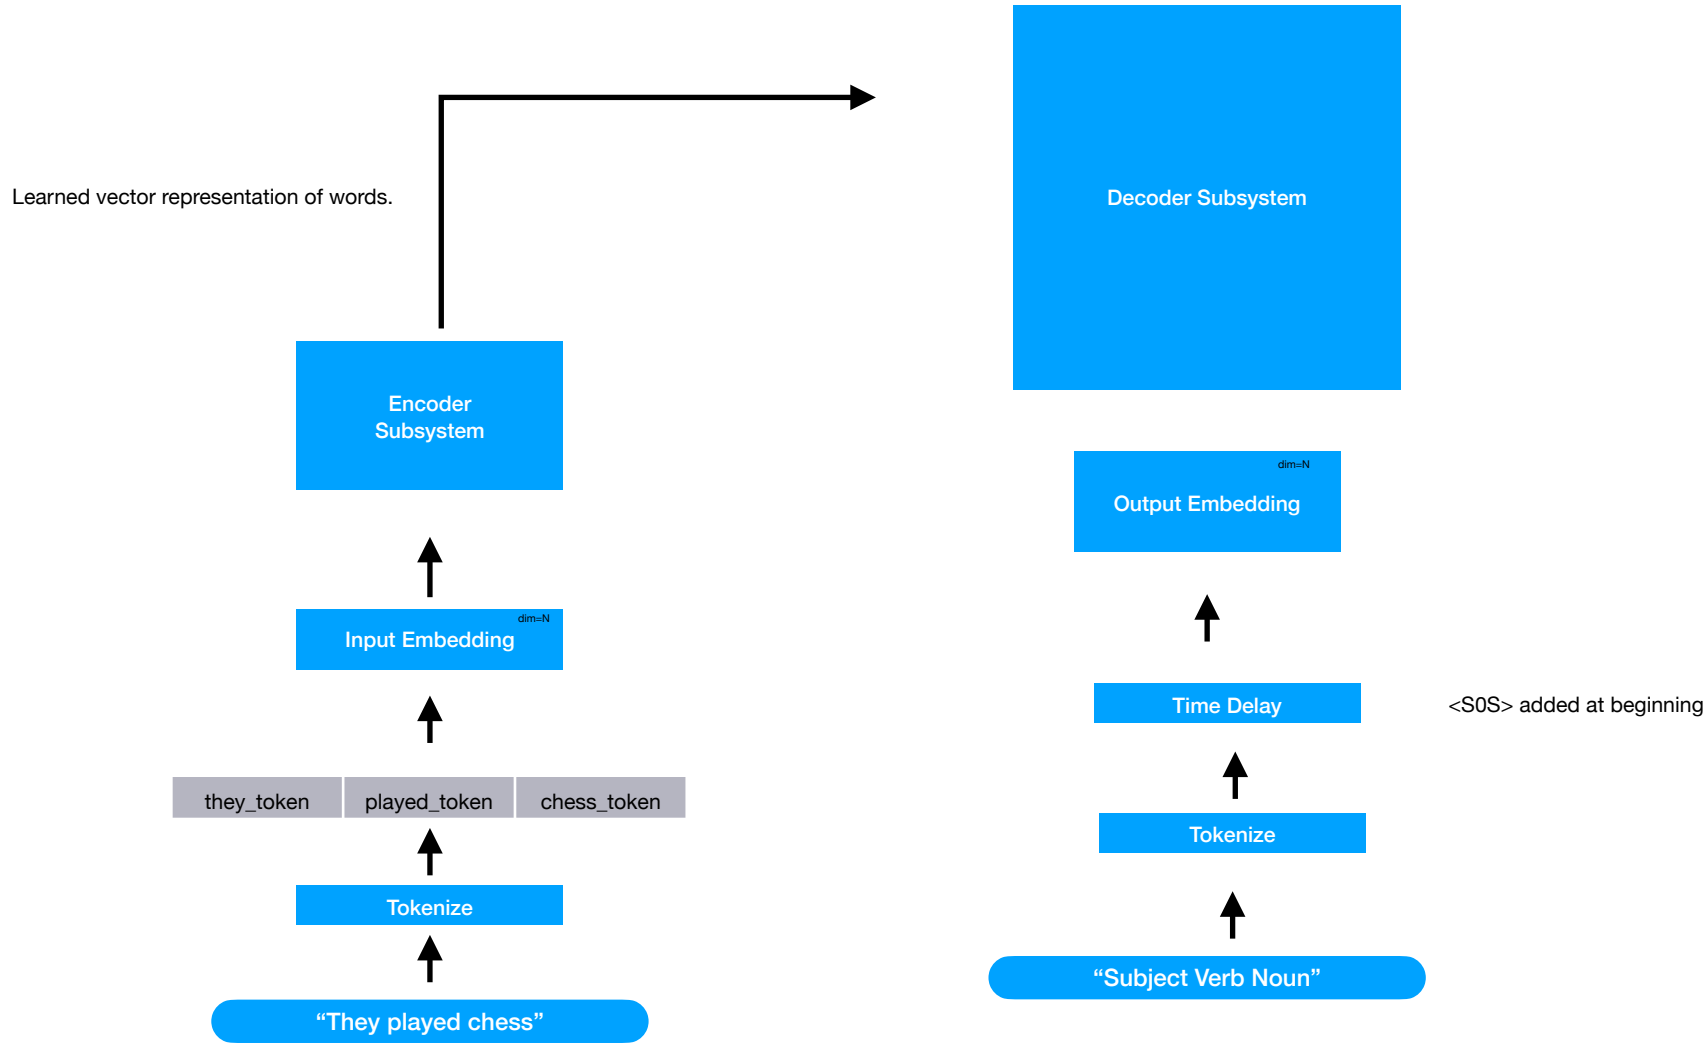 Learned vector representation of words.
Decoder Subsystem
Encoder
Subsystem
dim=N
Output Embedding
dim=N
Input Embedding
Time Delay
<S0S> added at beginning
they_token
played_token
chess_token
Tokenize
Tokenize
“Subject Verb Noun”
“They played chess”